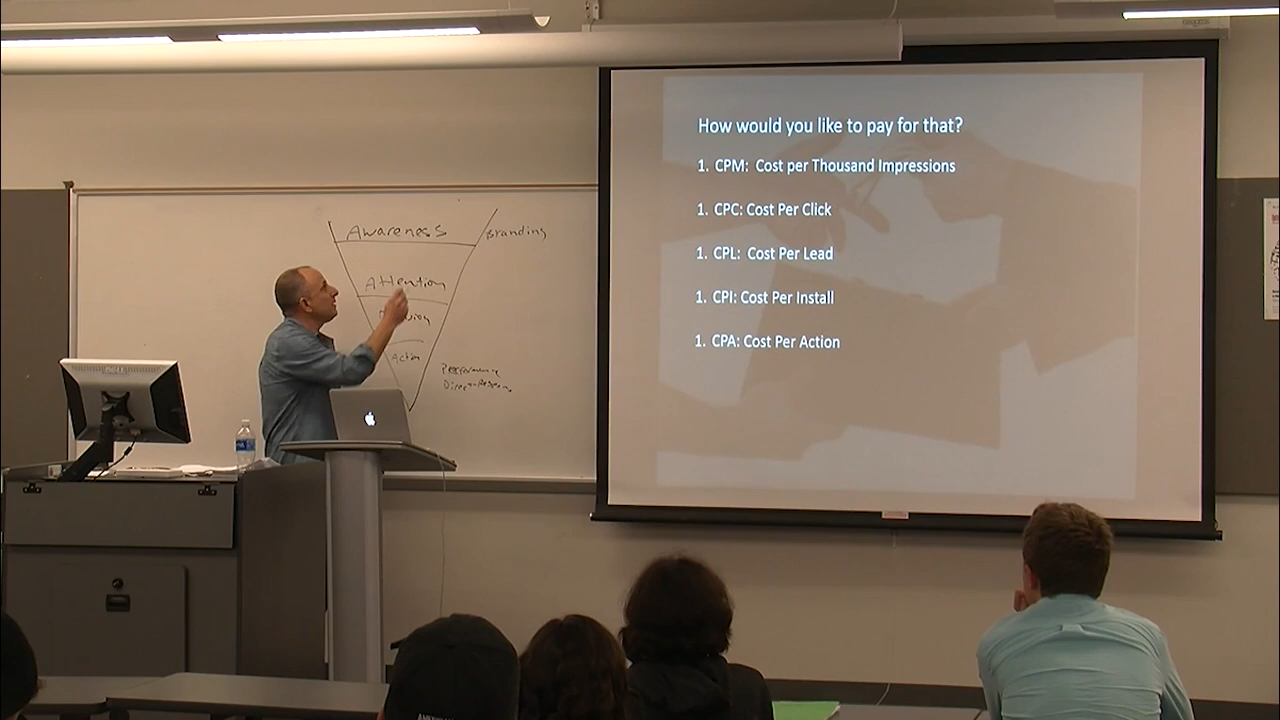 Awareness
Branding
Attention
Action
How would you like to pay for that?
1. CPM: Cost per Thousand Impressions
1. CPC: Cost Per Click
1. CPL: Cost Per Lead
1. CPI: Cost Per Install
1. CPA: Cost Per Action